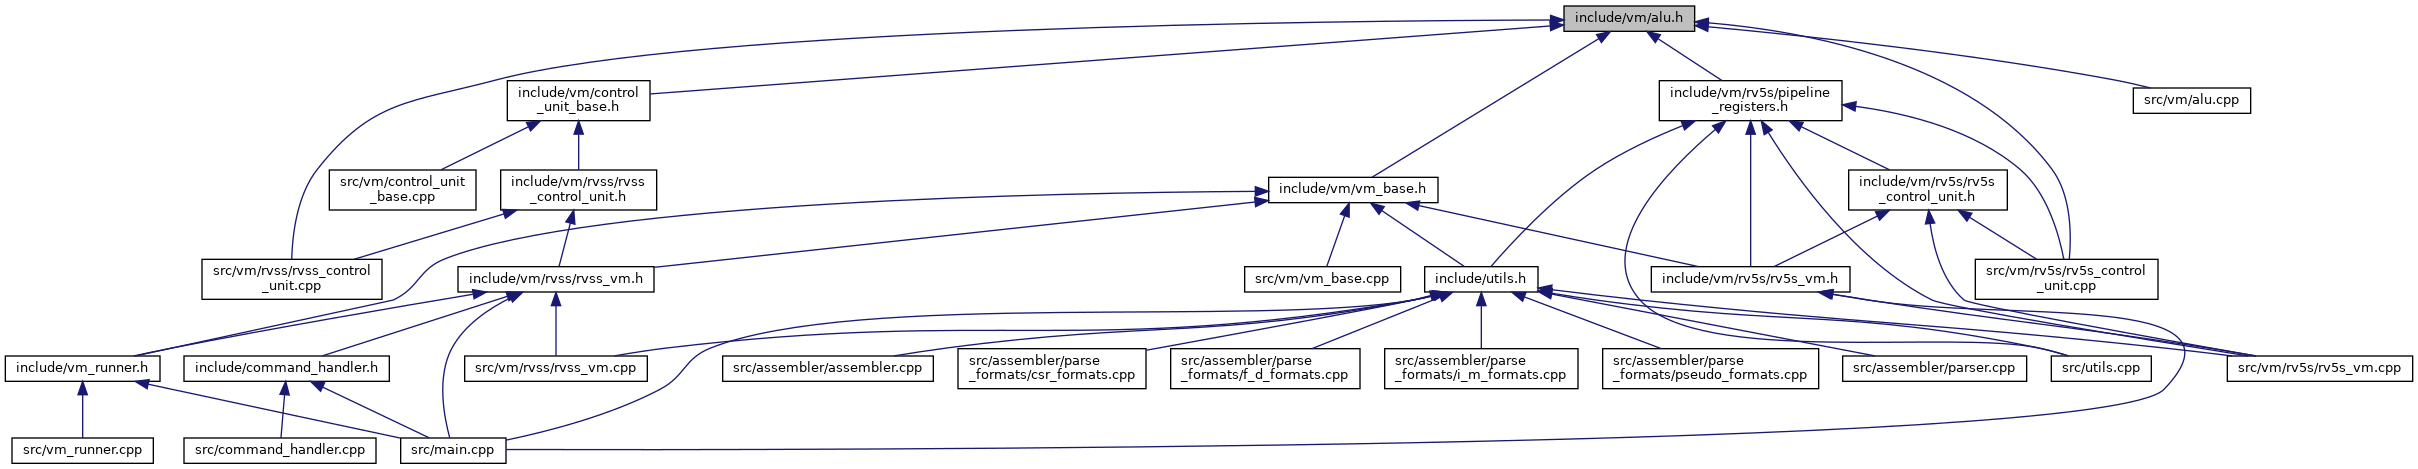 include/vm/alu.h
include/vm/control
_unit_base.h
include/vm/rv5s/pipeline
_registers.h
src/vm/alu.cpp
src/vm/control_unit
_base.cpp
include/vm/rvss/rvss
_control_unit.h
include/vm/vm_base.h
include/vm/rv5s/rv5s
_control_unit.h
src/vm/rvss/rvss_control
_unit.cpp
include/vm/rvss/rvss_vm.h
src/vm/vm_base.cpp
include/utils.h
include/vm/rv5s/rv5s_vm.h
src/vm/rv5s/rv5s_control
_unit.cpp
include/vm_runner.h
include/command_handler.h
src/vm/rvss/rvss_vm.cpp
src/assembler/assembler.cpp
src/assembler/parse
_formats/csr_formats.cpp
src/assembler/parse
_formats/f_d_formats.cpp
src/assembler/parse
_formats/i_m_formats.cpp
src/assembler/parse
_formats/pseudo_formats.cpp
src/assembler/parser.cpp
src/utils.cpp
src/vm/rv5s/rv5s_vm.cpp
src/vm_runner.cpp
src/command_handler.cpp
src/main.cpp